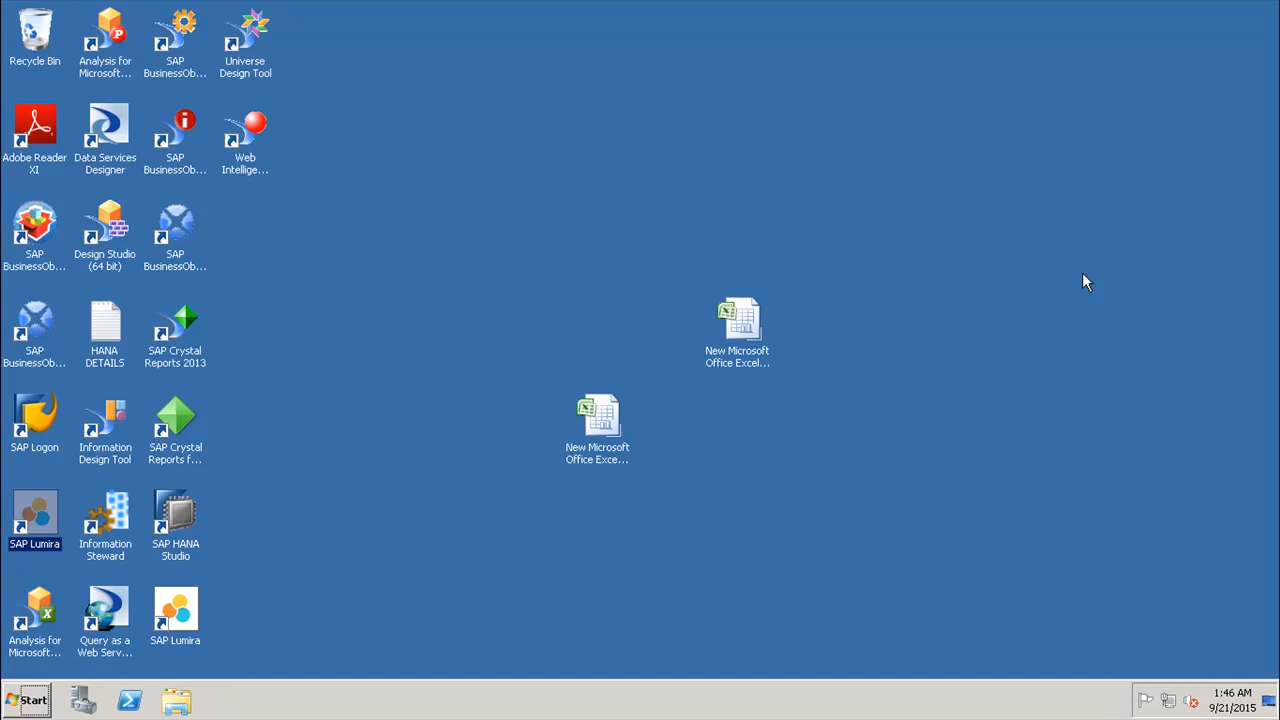 Recycle Bin
Analysis for
Microsoft...
SAP
BusinessOb...
Universe
Design Tool
Adobe Reader
XI
Data Services
Designer
SAP
BusinessOb...
Web
Intellige...
SAP
BusinessOb...
Design Studio
(64 bit)
SAP
BusinessOb...
SAP
BusinessOb...
HANA
DETAILS
SAP Crystal
Reports 2013
New Microsoft
Office Excel...
SAP Logon
Information
Design Tool
SAP Crystal
Reports f...
New Microsoft
Office Exce...
SAP Lumira
Information
Steward
SAP HANA
Studio
Analysis for
Microsoft...
Query as a
Web Serv...
SAP Lumira
Start
1:46 AM
9/21/2015